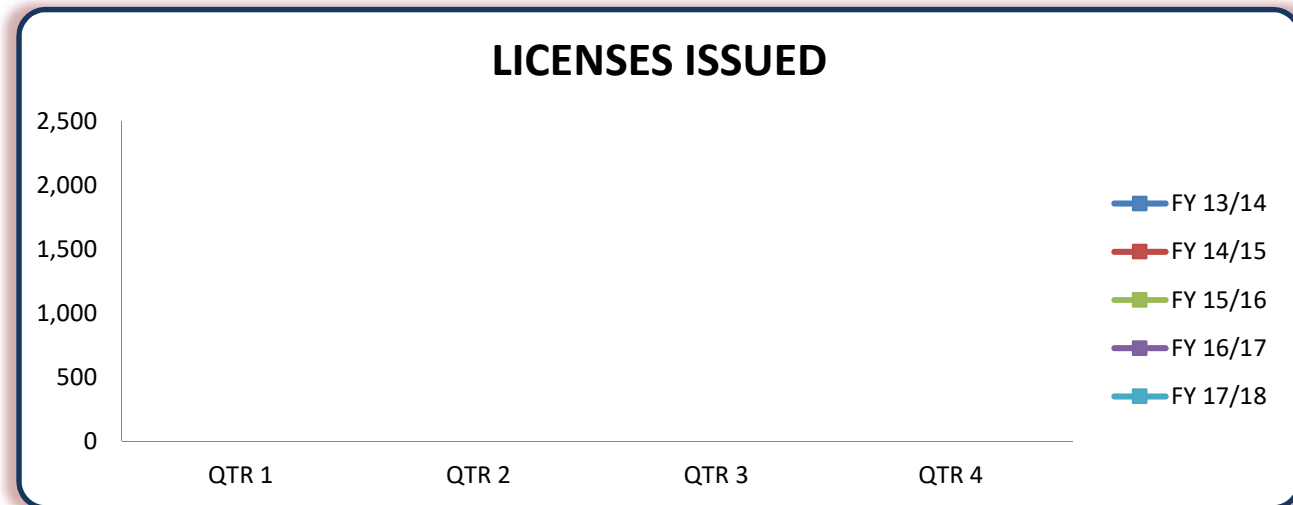 LICENSES ISSUED
2,500
2,000
1,500
1,000
500
0
QTR 1 QTR 2 QTR 3 QTR 4
FY 13/14
FY 14/15
FY 15/16
FY 16/17
FY 17/18